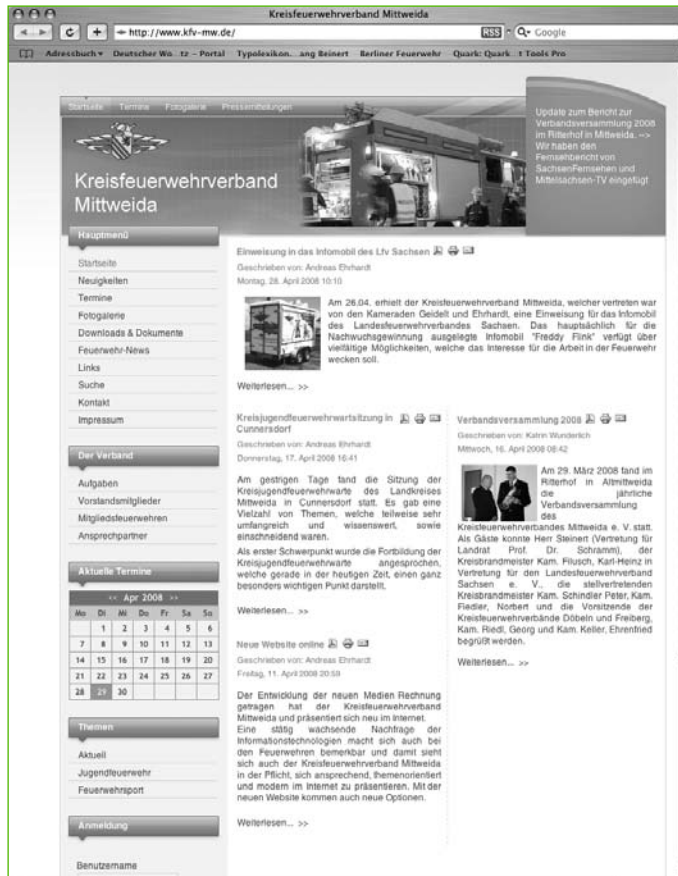 Kreisfeuerwehrverband Mittweida
http://www.kfv-mw.de/
RSS
Google
Adressbuch
Deutscher Wo...tz – Portal
Typolexikon...ang Beinert
Berliner Feuerwehr
Quark: Quark...t Tools Pro
Startseite Termine Fotogalerie Pressemitteilungen
Update zum Bericht zur
Verbandsversammlung 2008
im Ritterhof in Mittweida. -->
Wir haben den
Fernsehbericht von
SachsenFernsehen und
Mittelsachsen-TV eingefügt
Kreisfeuerwehrverband
Mittweida
Hauptmenü
Startseite
Neuigkeiten
Termine
Fotogalerie
Downloads & Dokumente
Feuerwehr-News
Links
Suche
Kontakt
Impressum
Der Verband
Aufgaben
Vorstandsmitglieder
Mitgliedsfeuerwehren
Ansprechpartner
Aktuelle Termine
<< Apr 2008 >>
Mo Di Mi Do Fr Sa So
1 2 3 4 5 6
7 8 9 10 11 12 13
14 15 16 17 18 19 20
21 22 23 24 25 26 27
28 29 30
Themen
Aktuell
Jugendfeuerwehr
Feuerwehrsport
Anmeldung
Benutzername
Einweisung in das Infomobil des Lfv Sachsen
Geschrieben von: Andreas Ehrhardt
Montag, 28. April 2008 10:10
Am 26.04. erhielt der Kreisfeuerwehrverband Mittweida, welcher vertreten war
von den Kameraden Geidelt und Ehrhardt, eine Einweisung für das Infomobil
des Landesfeuerwehrverbandes Sachsen. Das hauptsächlich für die
Nachwuchsgewinnung ausgelegte Infomobil "Freddy Flink" verfügt über
vielfältige Möglichkeiten, welche das Interesse für die Arbeit in der Feuerwehr
wecken soll.
Weiterlesen... >>
Kreisjugendfeuerwehrwartsitzung in
Cunnersdorf
Geschrieben von: Andreas Ehrhardt
Donnerstag, 17. April 2008 16:41
Am gestrigen Tage fand die Sitzung der
Kreisjugendfeuerwehrwarte des Landkreises
Mittweida in Cunnersdorf statt. Es gab eine
Vielzahl von Themen, welche teilweise sehr
umfangreich und wissenswert, sowie
einschneidend waren.
Als erster Schwerpunkt wurde die Fortbildung der
Kreisjugendfeuerwehrwarte angesprochen,
welche gerade in der heutigen Zeit, einen ganz
besonders wichtigen Punkt darstellt.
Weiterlesen... >>
Neue Website online
Geschrieben von: Andreas Ehrhardt
Freitag, 11. April 2008 20:59
Der Entwicklung der neuen Medien Rechnung
getragen hat der Kreisfeuerwehrverband
Mittweida und präsentiert sich neu im Internet.
Eine stätig wachsende Nachfrage der
Informationstechnologien macht sich auch bei
den Feuerwehren bemerkbar und damit sieht
sich auch der Kreisfeuerwehrverband Mittweida
in der Pflicht, sich ansprechend, themenorientiert
und modern im Internet zu präsentieren. Mit der
neuen Website kommen auch neue Optionen.
Weiterlesen... >>
Verbandsversammlung 2008
Geschrieben von: Katrin Wunderlich
Mittwoch, 16. April 2008 08:42
Am 29. März 2008 fand im
Ritterhof in Altmittweida
die jährliche
Verbandsversammlung
des
Kreisfeuerwehrverbandes Mittweida e. V. statt.
Als Gäste konnte Herr Steinert (Vertretung für
Landrat Prof. Dr. Schramm), der
Kreisbrandmeister Kam. Filusch, Karl-Heinz in
Vertretung für den Landesfeuerwehrverband
Sachsen e. V., die stellvertretenden
Kreisbrandmeister Kam. Schindler Peter, Kam.
Fiedler, Norbert und die Vorsitzende der
Kreisfeuerwehrverbände Döbeln und Freiberg,
Kam. Riedl, Georg und Kam. Keller, Ehrenfried
begrüßt werden.
Weiterlesen... >>